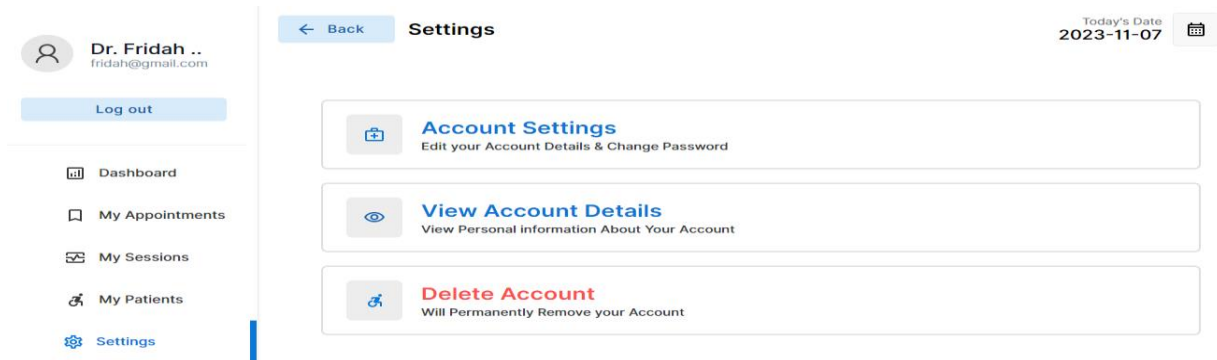 Dr. Fridah ..
fridah@gmail.com
Log out
Dashboard
My Appointments
My Sessions
My Patients
Settings
Back
Settings
Today's Date
2023-11-07
Account Settings
Edit your Account Details & Change Password
View Account Details
View Personal information About Your Account
Delete Account
Will Permanently Remove your Account